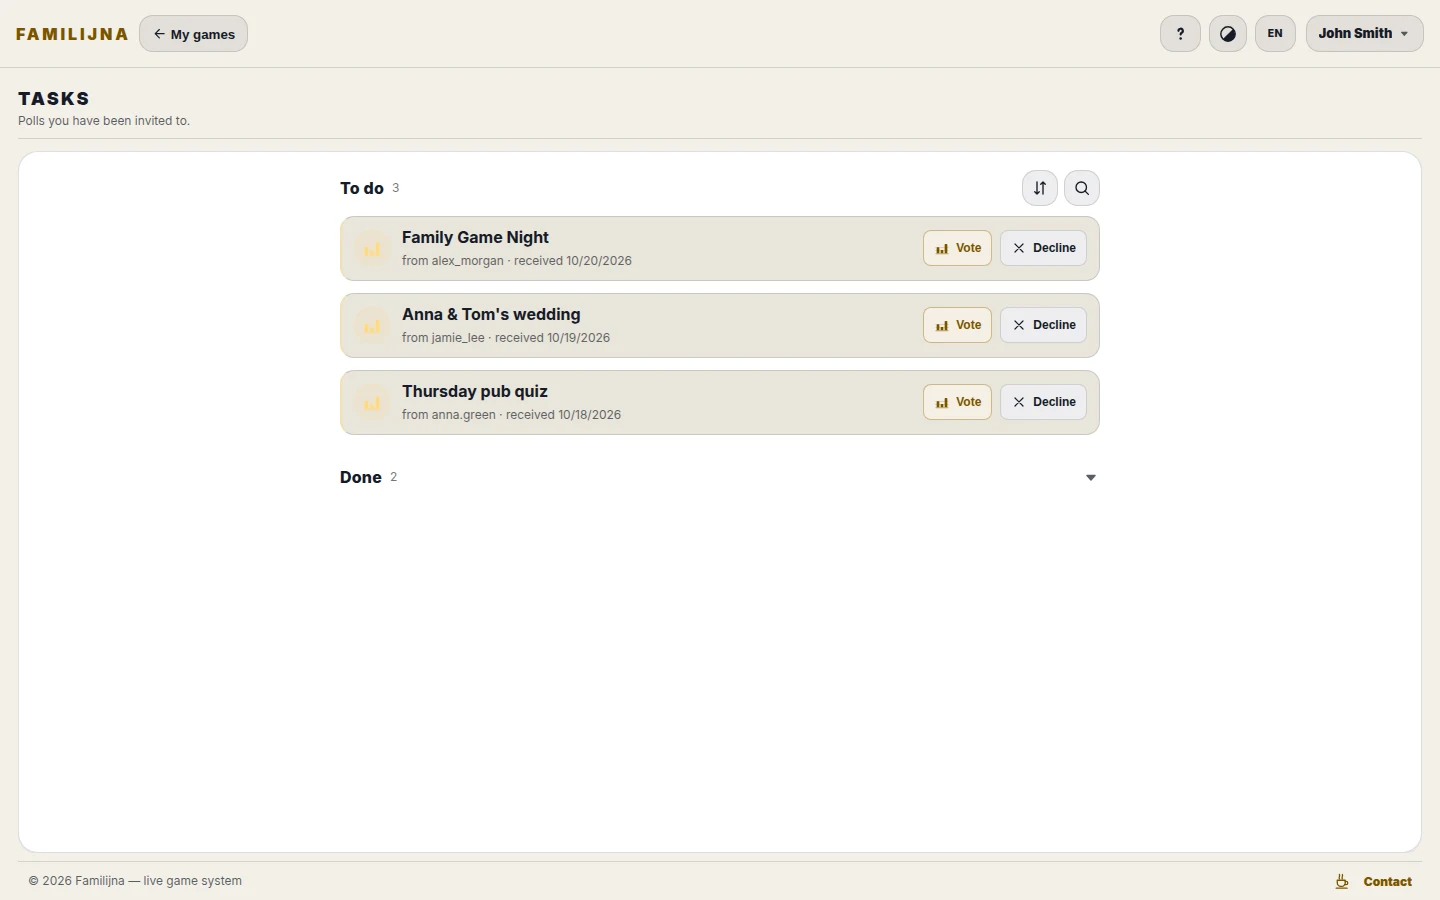 FAMILIJNA
← My games
?
EN
John Smith
TASKS
Polls you have been invited to.
To do 3
Family Game Night
from alex_morgan · received 10/20/2026
Vote
Decline
Anna & Tom's wedding
from jamie_lee · received 10/19/2026
Vote
Decline
Thursday pub quiz
from anna.green · received 10/18/2026
Vote
Decline
Done 2
© 2026 Familijna — live game system
Contact